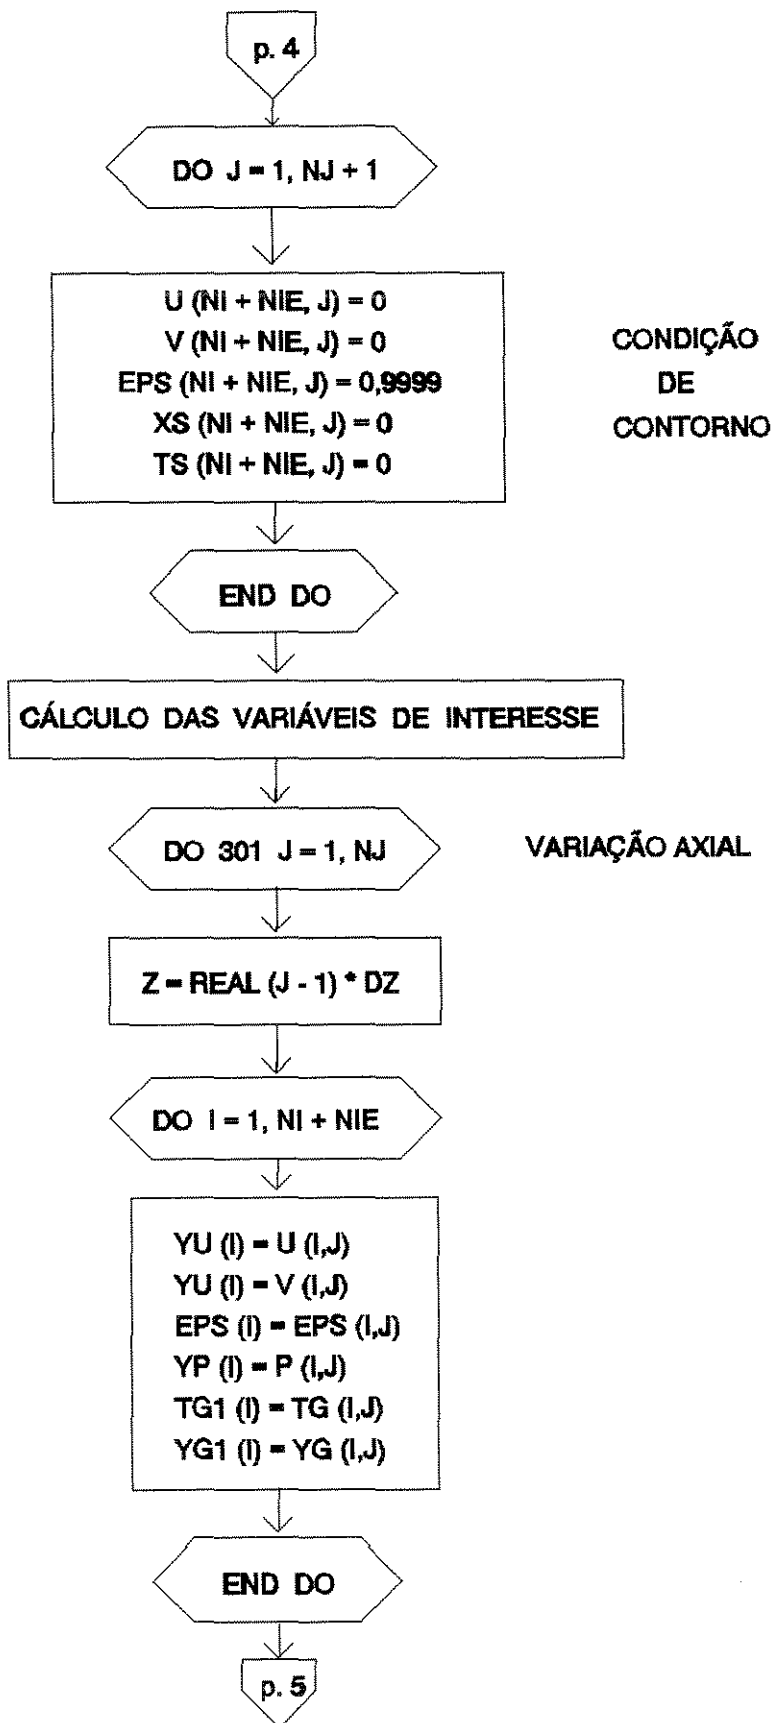 p. 4
DO J = 1, NJ + 1
U (NI + NIE, J) = 0
V (NI + NIE, J) = 0
EPS (NI + NIE, J) = 0,9999
XS (NI + NIE, J) = 0
TS (NI + NIE, J) = 0
CONDIÇÃO
DE
CONTORNO
END DO
CÁLCULO DAS VARIÁVEIS DE INTERESSE
DO 301 J = 1, NJ
VARIAÇÃO AXIAL
Z = REAL (J - 1) * DZ
DO I = 1, NI + NIE
YU (I) = U (I,J)
YU (I) = V (I,J)
EPS (I) = EPS (I,J)
YP (I) = P (I,J)
TG1 (I) = TG (I,J)
YG1 (I) = YG (I,J)
END DO
p. 5